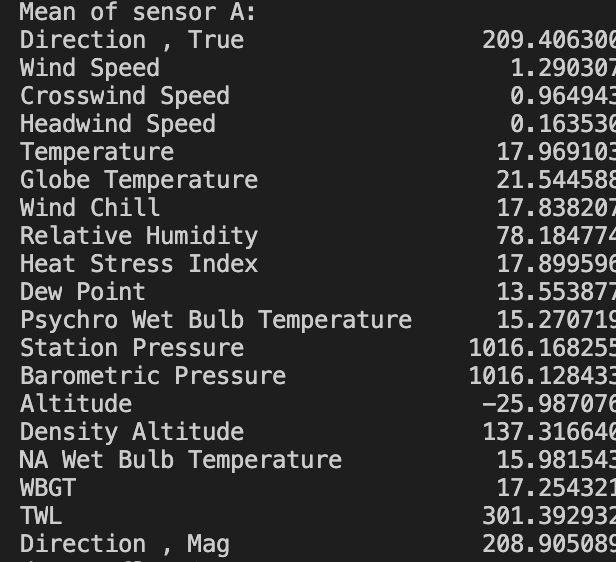 Mean of sensor A:
Direction , True 209.406300
Wind Speed 1.290307
Crosswind Speed 0.964943
Headwind Speed 0.163530
Temperature 17.969103
Globe Temperature 21.544588
Wind Chill 17.838207
Relative Humidity 78.184774
Heat Stress Index 17.899596
Dew Point 13.553877
Psychro Wet Bulb Temperature 15.270719
Station Pressure 1016.168255
Barometric Pressure 1016.128433
Altitude -25.987076
Density Altitude 137.316640
NA Wet Bulb Temperature 15.981543
WBGT 17.254321
TWL 301.392932
Direction , Mag 208.905089